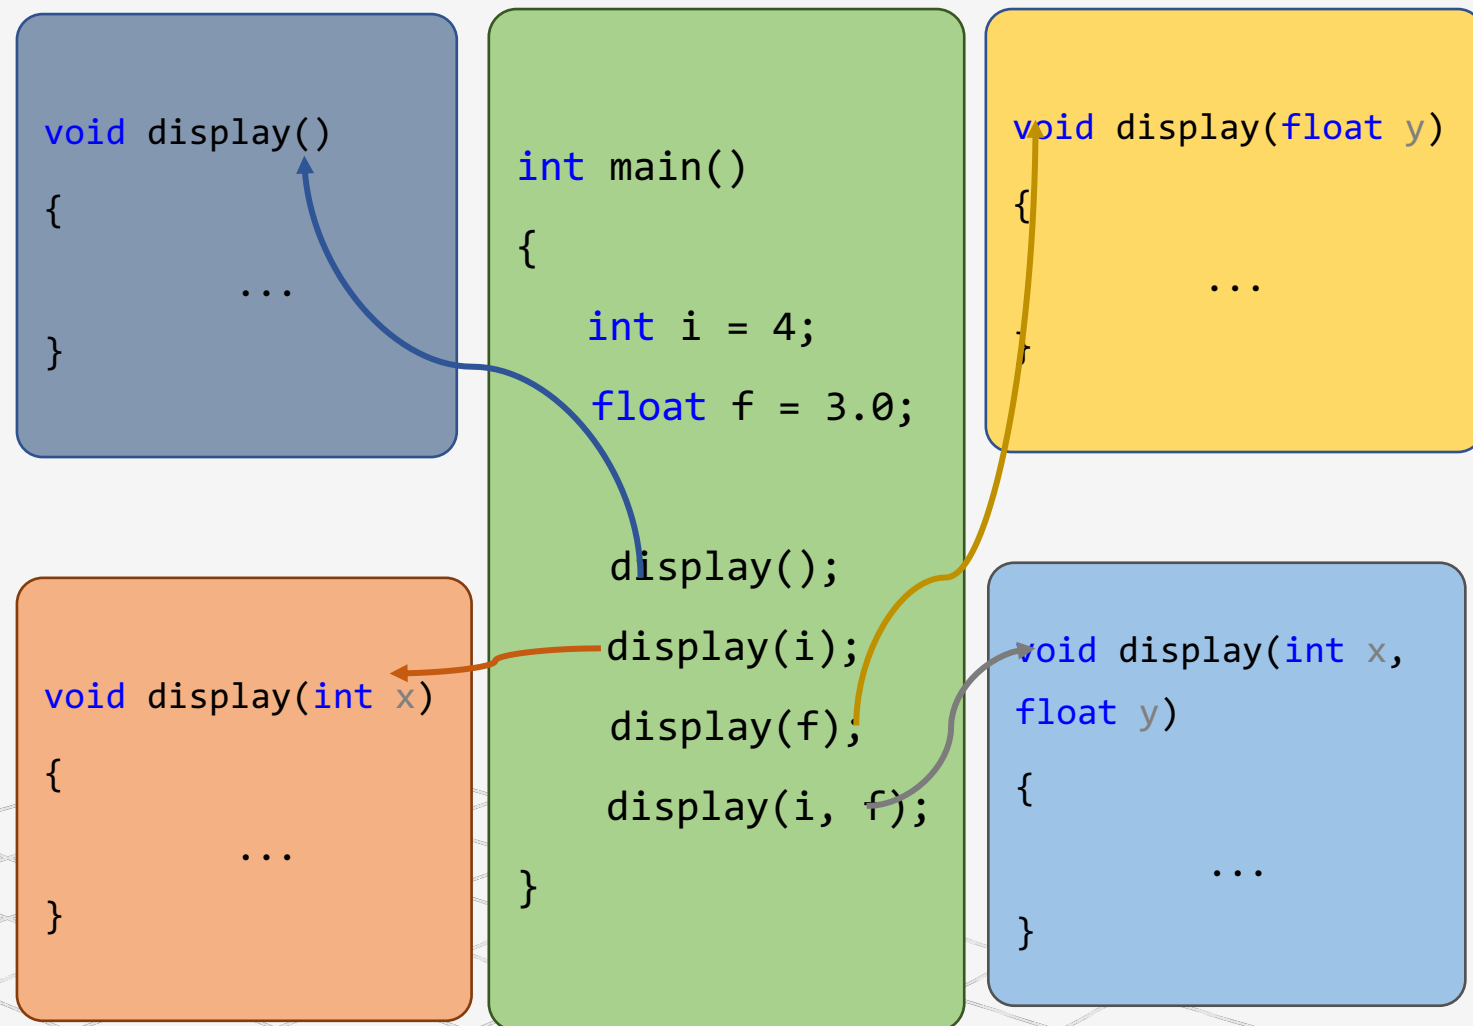 void display()
{
...
}
int main()
{
int i = 4;
float f = 3.0;
display();
display(i);
display(f);
display(i, f);
}
void display(float y)
{
...
}
void display(int x)
{
...
}
void display(int x,
float y)
{
...
}